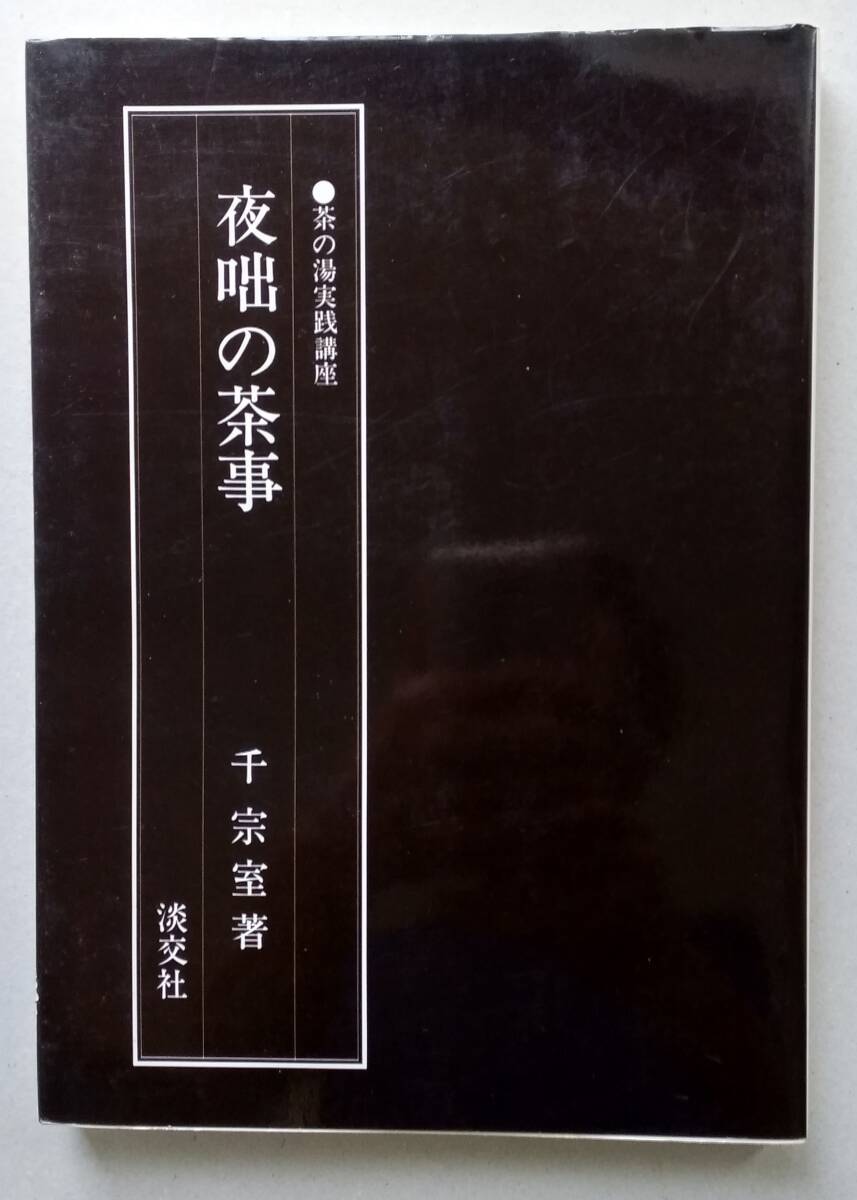 ●茶の湯実践講座
夜咄の茶事
千宗室著
淡交社